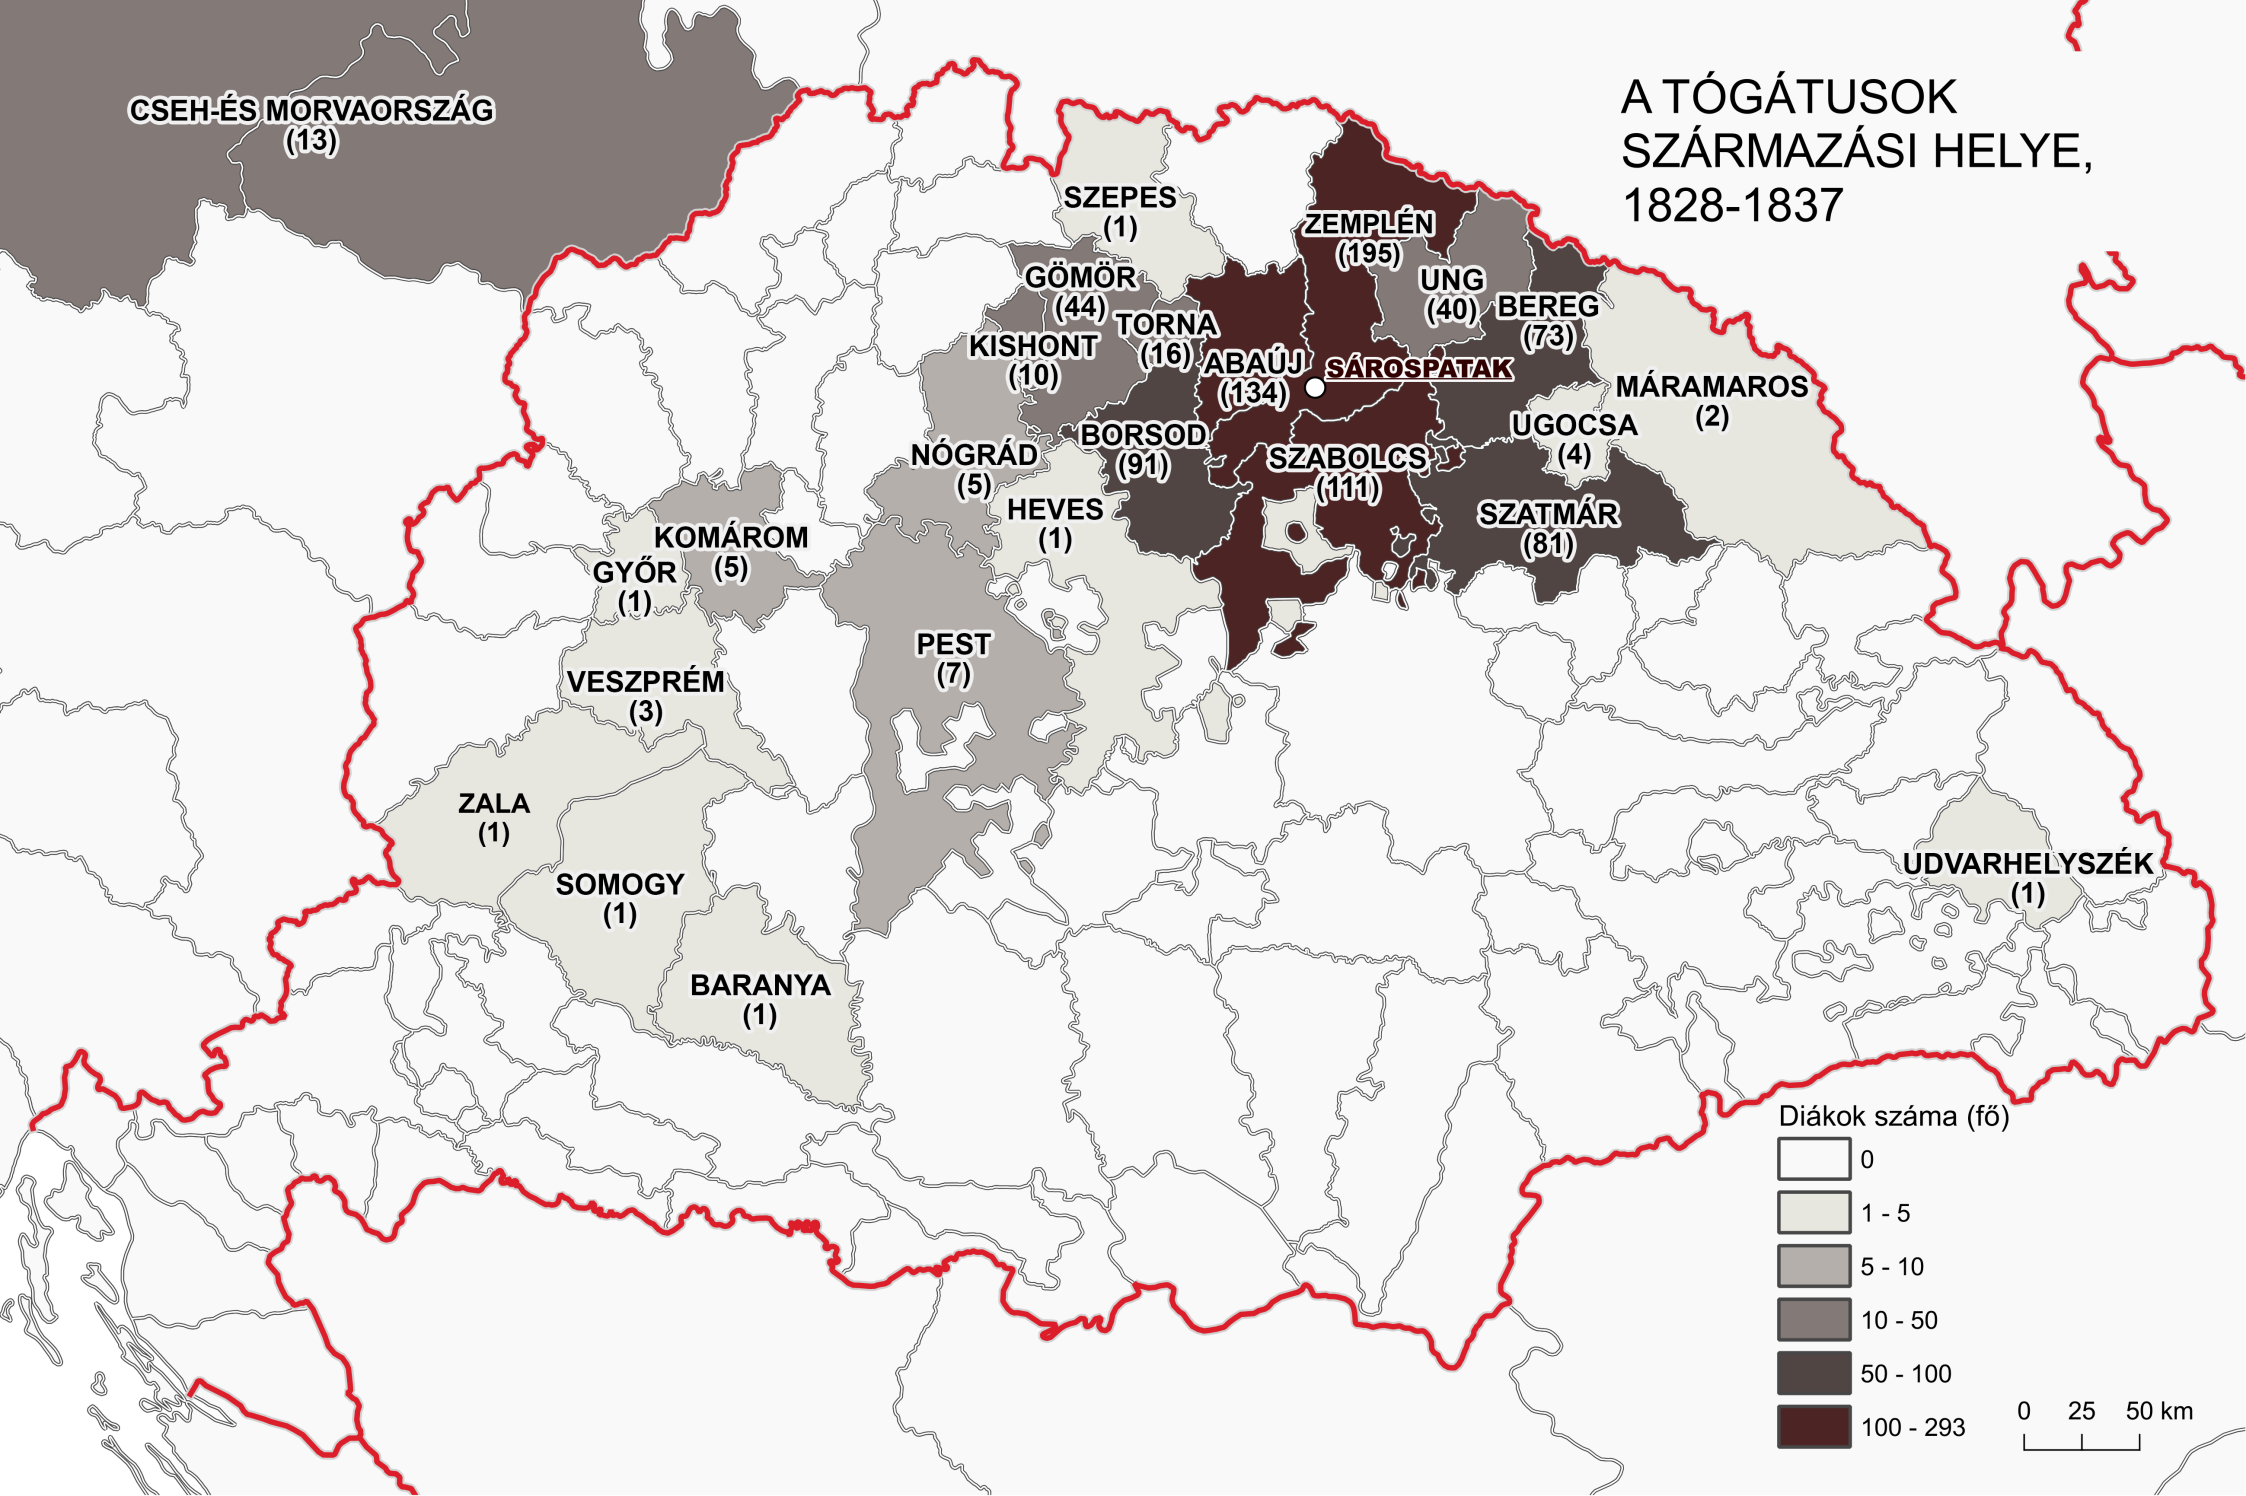 A TÓGÁTUSOK
SZÁRMAZÁSI HELYE,
1828-1837
CSEH-ÉS MORVAORSZÁG
(13)
SZEPES
(1)
ZEMPLÉN
(195)
GÖMÖR
(44)
UNG
(40)
BEREG
(73)
TORNA
(16)
KISHONT
(10)
ABAÚJ
(134)
SÁROSPATAK
MÁRAMAROS
(2)
UGOCSA
(4)
BORSOD
(91)
NÓGRÁD
(5)
SZABOLCS
(111)
HEVES
(1)
SZATMÁR
(81)
KOMÁROM
(5)
GYŐR
(1)
PEST
(7)
VESZPRÉM
(3)
ZALA
(1)
SOMOGY
(1)
UDVARHELYSZÉK
(1)
BARANYA
(1)
Diákok száma (fő)
0
1 - 5
5 - 10
10 - 50
50 - 100
100 - 293
0 25 50 km